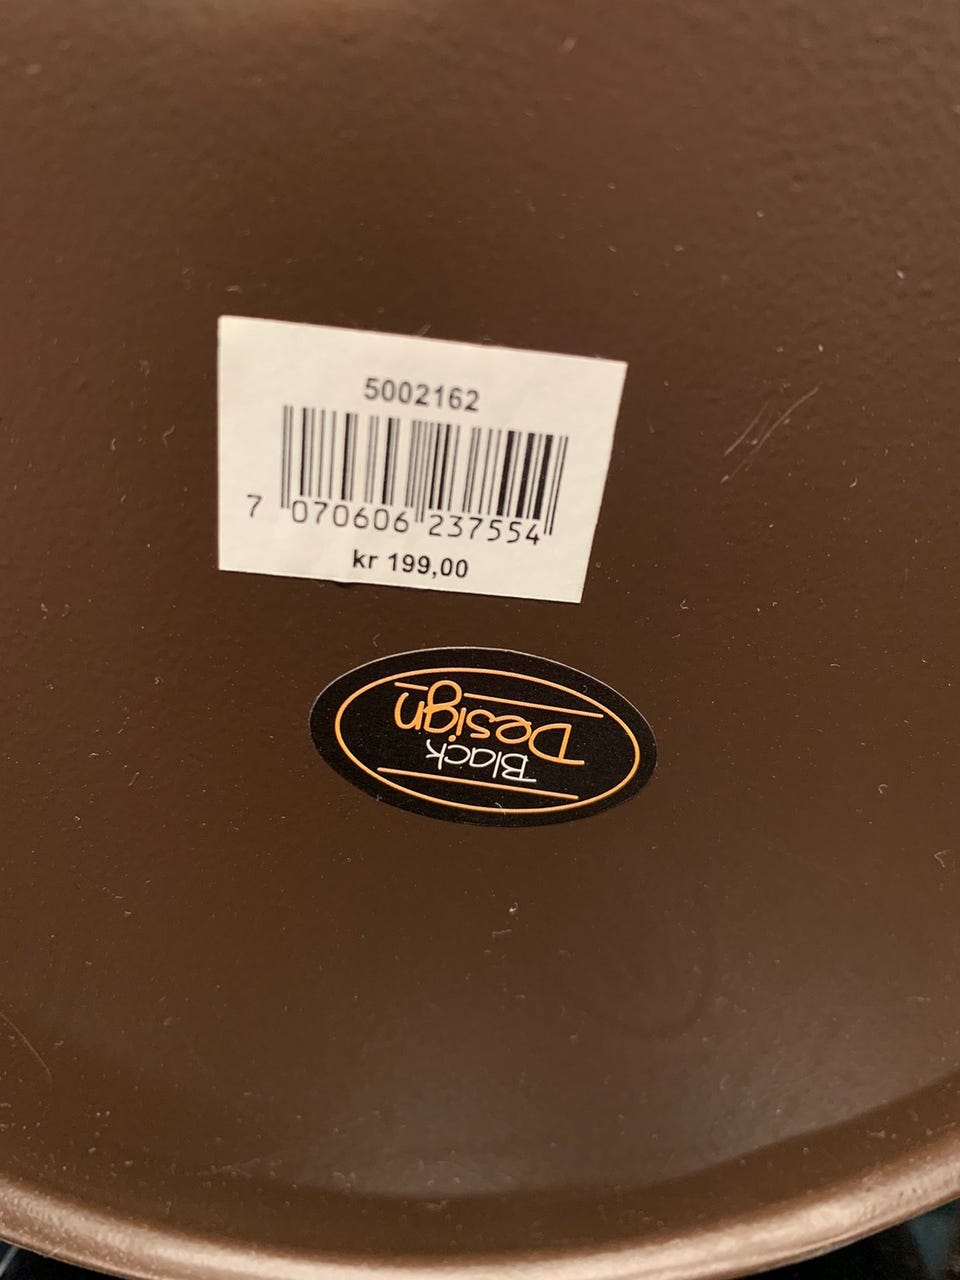 5002162
7 070606 237554
kr 199,00
Black
Design